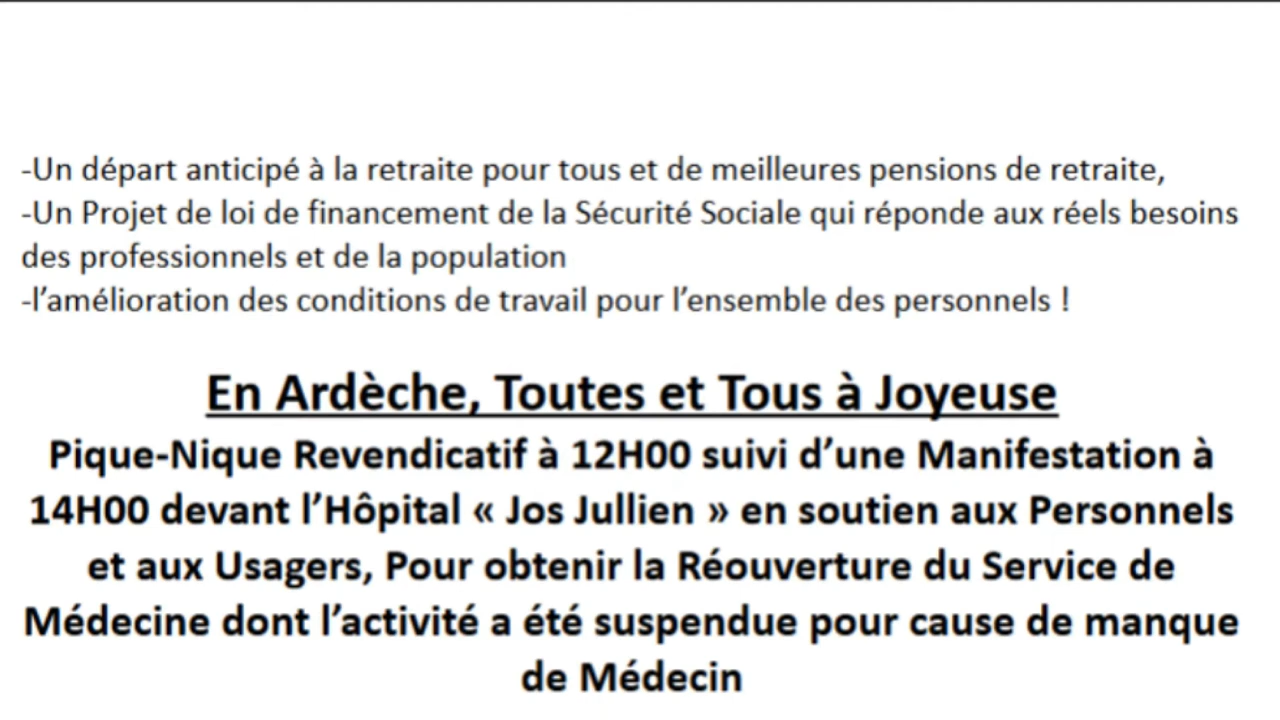 -Un départ anticipé à la retraite pour tous et de meilleures pensions de retraite,
-Un Projet de loi de financement de la Sécurité Sociale qui réponde aux réels besoins
des professionnels et de la population
-l’amélioration des conditions de travail pour l’ensemble des personnels !
En Ardèche, Toutes et Tous à Joyeuse
Pique-Nique Revendicatif à 12H00 suivi d’une Manifestation à
14H00 devant l’Hôpital « Jos Jullien » en soutien aux Personnels
et aux Usagers, Pour obtenir la Réouverture du Service de
Médecine dont l’activité a été suspendue pour cause de manque
de Médecin